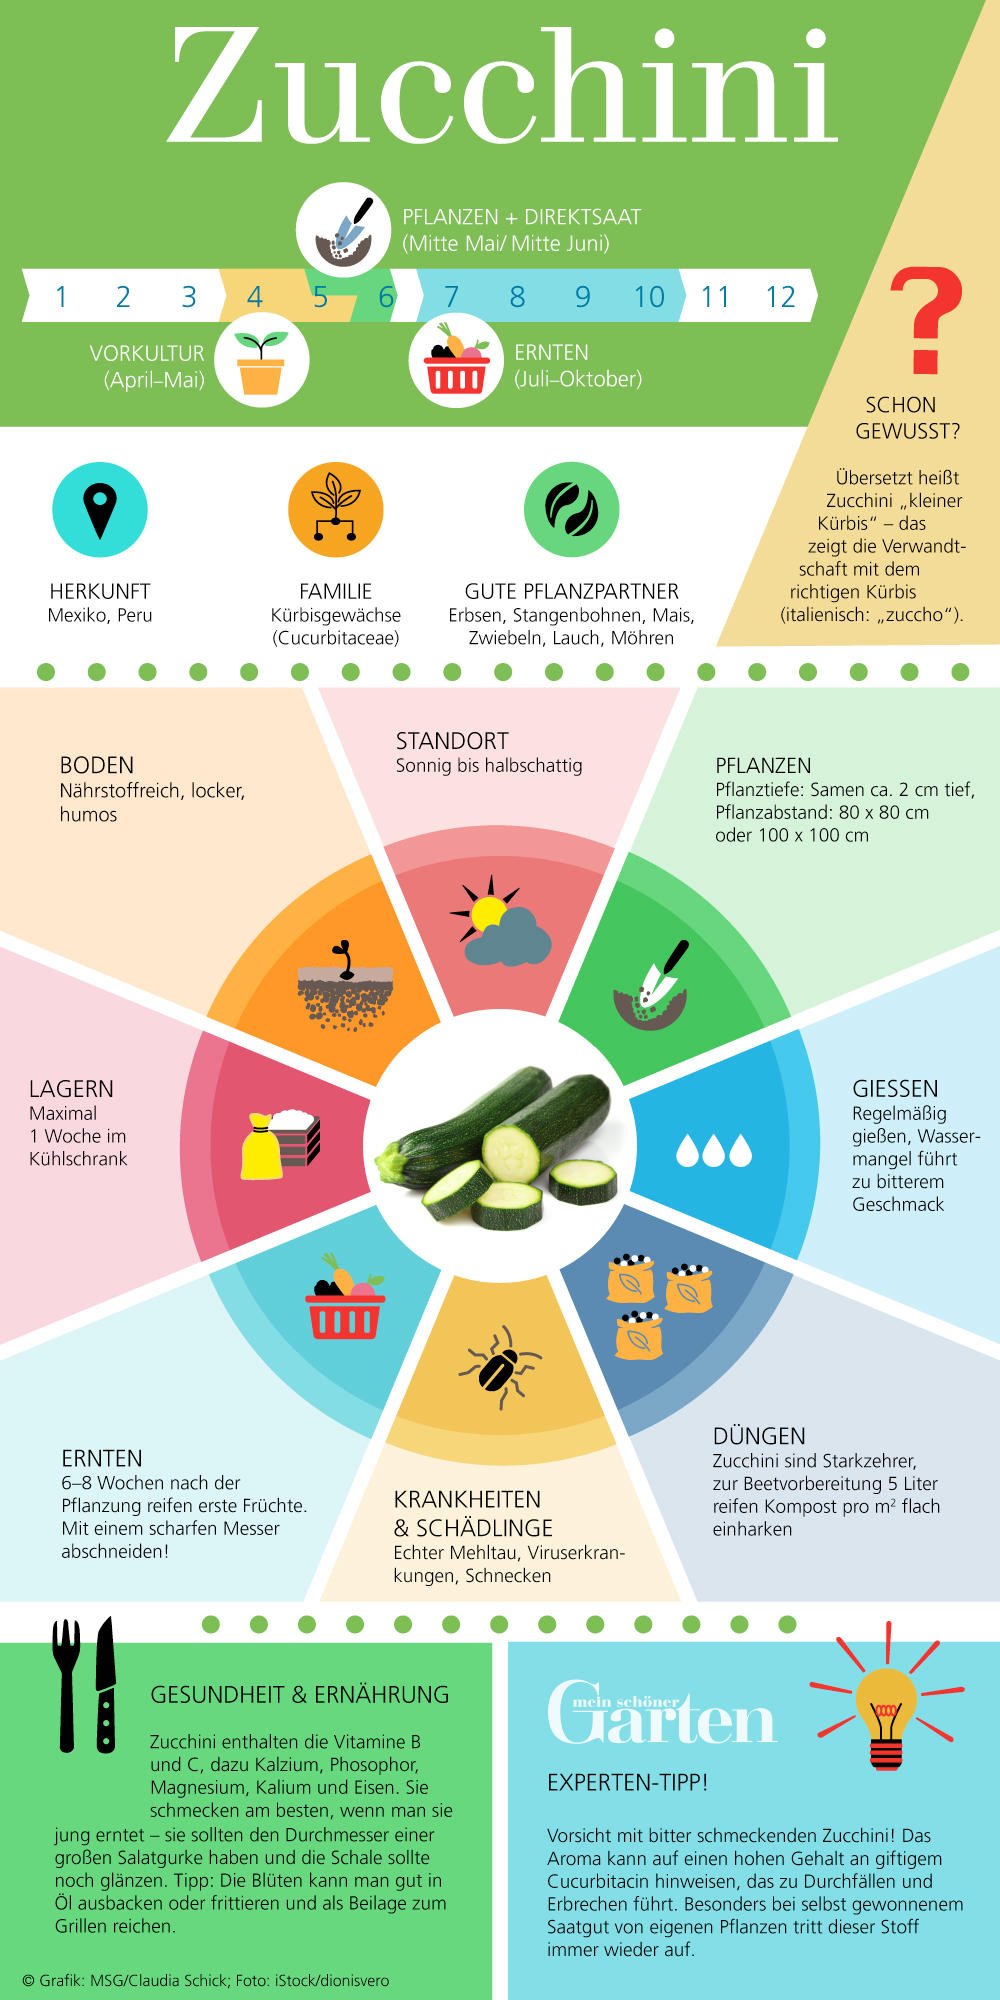 Zucchini
PFLANZEN + DIREKTSAAT
(Mitte Mai/ Mitte Juni)
1 2 3 4 5 6 7 8 9 10 11 12
VORKULTUR
(April–Mai)
ERNTEN
(Juli–Oktober)
?
SCHON
GEWUSST?
Übersetzt heißt
Zucchini „kleiner
Kürbis“ – das
zeigt die Verwandt-
schaft mit dem
richtigen Kürbis
(italienisch: „zuccho“).
HERKUNFT
Mexiko, Peru
FAMILIE
Kürbisgewächse
(Cucurbitaceae)
GUTE PFLANZPARTNER
Erbsen, Stangenbohnen, Mais,
Zwiebeln, Lauch, Möhren
BODEN
Nährstoffreich, locker,
humos
STANDORT
Sonnig bis halbschattig
PFLANZEN
Pflanztiefe: Samen ca. 2 cm tief,
Pflanzabstand: 80 x 80 cm
oder 100 x 100 cm
LAGERN
Maximal
1 Woche im
Kühlschrank
GIESSEN
Regelmäßig
gießen, Wasser-
mangel führt
zu bitterem
Geschmack
ERNTEN
6–8 Wochen nach der
Pflanzung reifen erste Früchte.
Mit einem scharfen Messer
abschneiden!
KRANKHEITEN
& SCHÄDLINGE
Echter Mehltau, Viruserkran-
kungen, Schnecken
DÜNGEN
Zucchini sind Starkzehrer,
zur Beetvorbereitung 5 Liter
reifen Kompost pro m² flach
einharken
GESUNDHEIT & ERNÄHRUNG
Zucchini enthalten die Vitamine B
und C, dazu Kalzium, Phosophor,
Magnesium, Kalium und Eisen. Sie
schmecken am besten, wenn man sie
jung erntet – sie sollten den Durchmesser einer
großen Salatgurke haben und die Schale sollte
noch glänzen. Tipp: Die Blüten kann man gut in
Öl ausbacken oder frittieren und als Beilage zum
Grillen reichen.
© Grafik: MSG/Claudia Schick; Foto: iStock/dionisvero
mein schöner
Garten
EXPERTEN-TIPP!
Vorsicht mit bitter schmeckenden Zucchini! Das
Aroma kann auf einen hohen Gehalt an giftigem
Cucurbitacin hinweisen, das zu Durchfällen und
Erbrechen führt. Besonders bei selbst gewonnenem
Saatgut von eigenen Pflanzen tritt dieser Stoff
immer wieder auf.